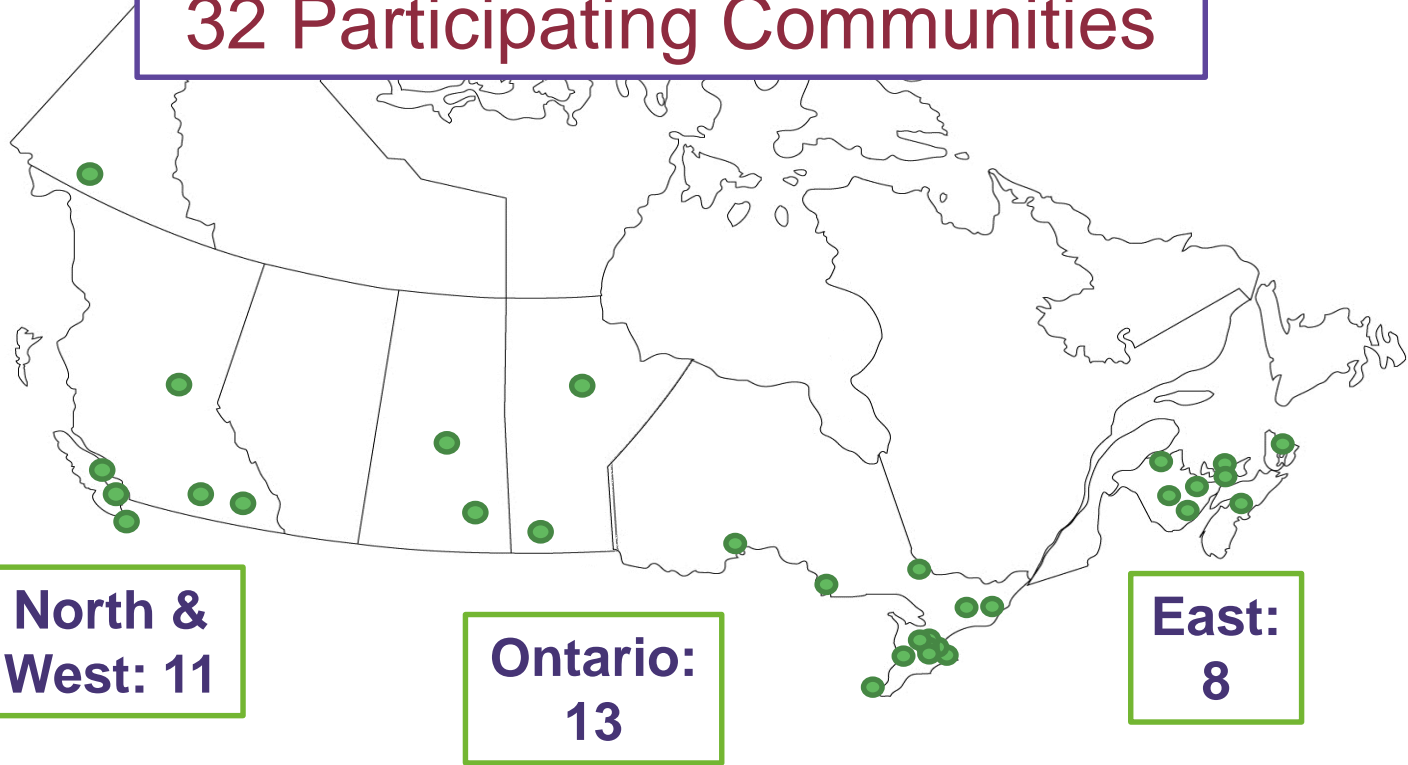 32 Participating Communities
North &
West: 11
Ontario:
13
East:
8